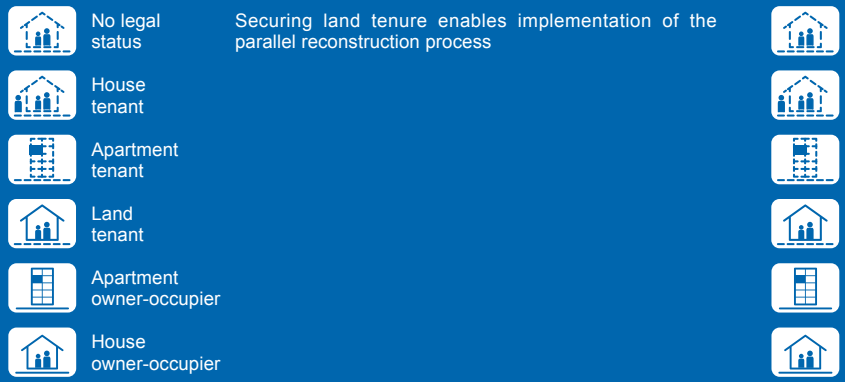 No legal
status
Securing land tenure enables implementation of the
parallel reconstruction process
House
tenant
Apartment
tenant
Land
tenant
Apartment
owner-occupier
House
owner-occupier